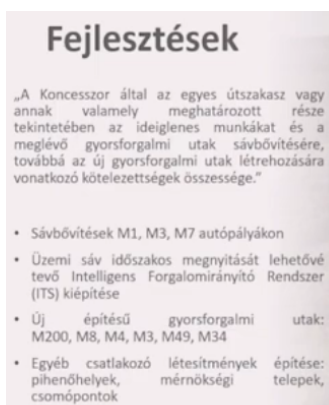 Fejlesztések
„A Koncesszor által az egyes útszakasz vagy
annak valamely meghatározott része
tekintetében az ideiglenes munkákat és a
meglévő gyorsforgalmi utak sávbővítésére,
továbbá az új gyorsforgalmi utak létrehozására
vonatkozó kötelezettségek összessége.”
• Sávbővítések M1, M3, M7 autópályákon
• Üzemi sáv időszakos megnyitását lehetővé
tevő Intelligens Forgalomirányító Rendszer
(ITS) kiépítése
• Új építésű gyorsforgalmi utak:
M200, M8, M4, M3, M49, M34
• Egyéb csatlakozó létesítmények építése:
pihenőhelyek, mérnökségi telepek,
csomópontok